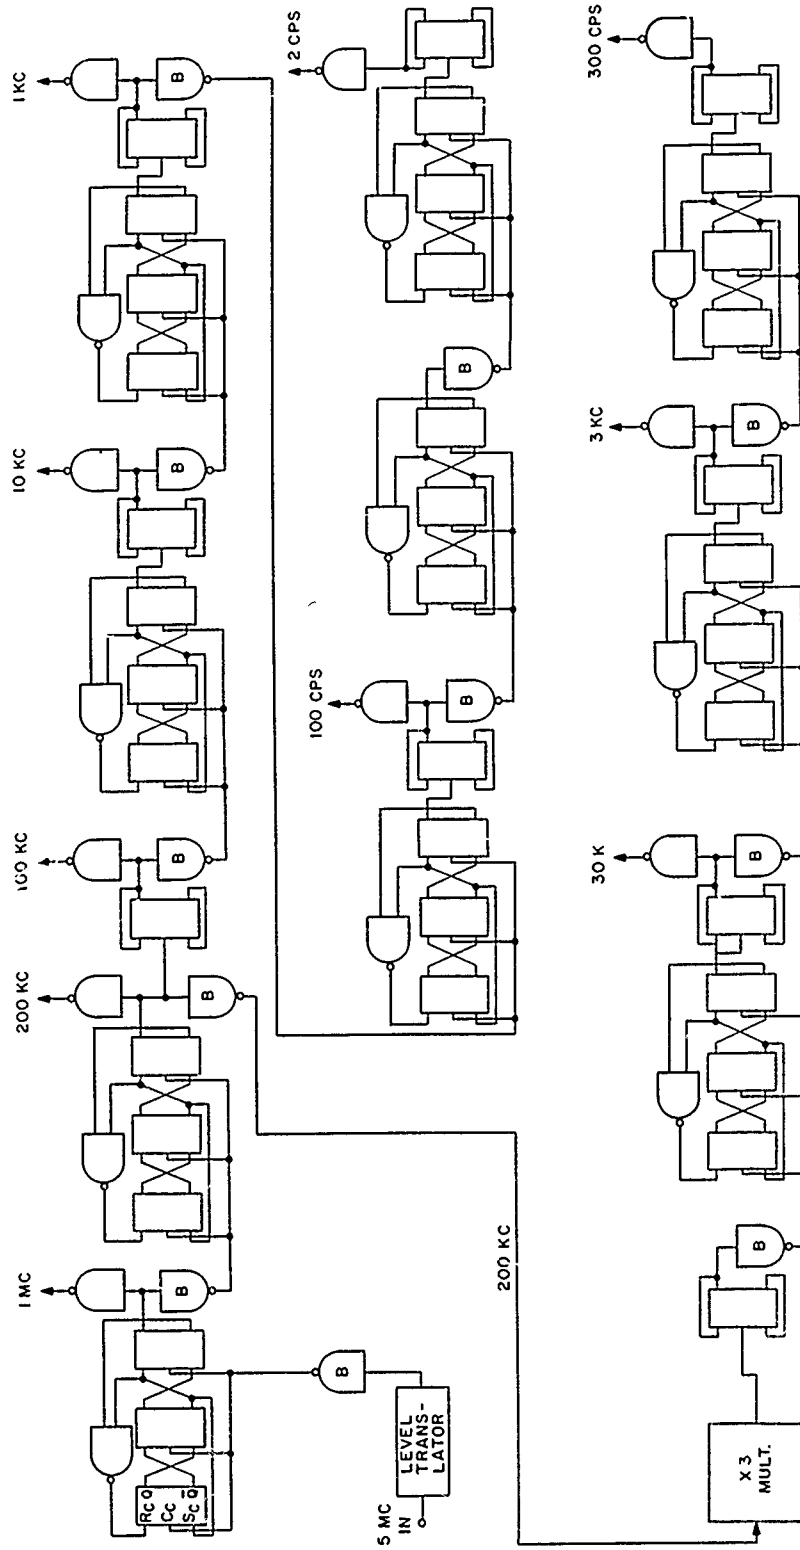 1 KC
B
10 KC
B
100 KC
B
200 KC
B
1 MC
B
RC Q
CC
SC Q̅
B
LEVEL
TRANS-
LATOR
5 MC
IN
2 CPS
B
100 CPS
B
200 KC
300 CPS
3 KC
B
30 K
B
B
X 3
MULT.